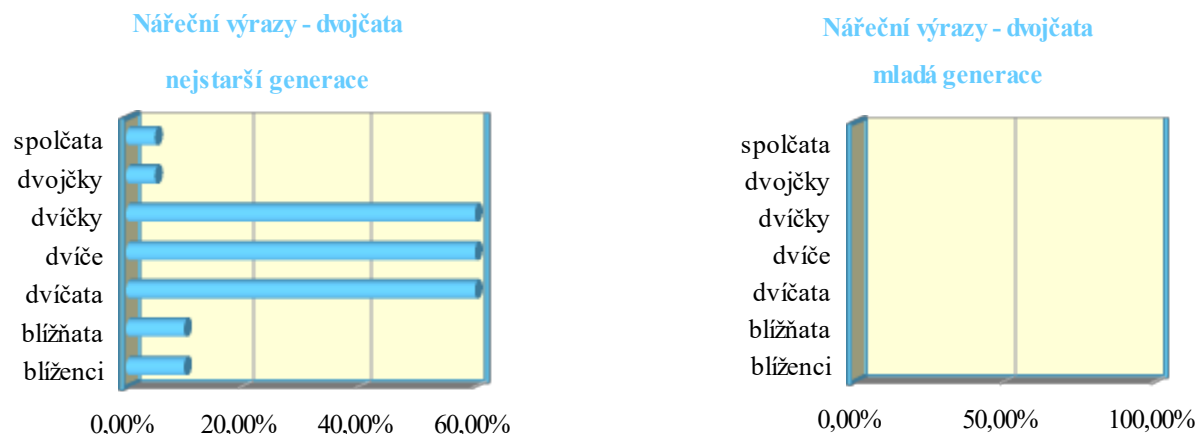 Nářeční výrazy - dvojčata
nejstarší generace
spolčata
dvojčky
dvíčky
dvíče
dvíčata
blížňata
blíženci
0,00% 20,00% 40,00% 60,00%
Nářeční výrazy - dvojčata
mladá generace
spolčata
dvojčky
dvíčky
dvíče
dvíčata
blížňata
blíženci
0,00% 50,00% 100,00%